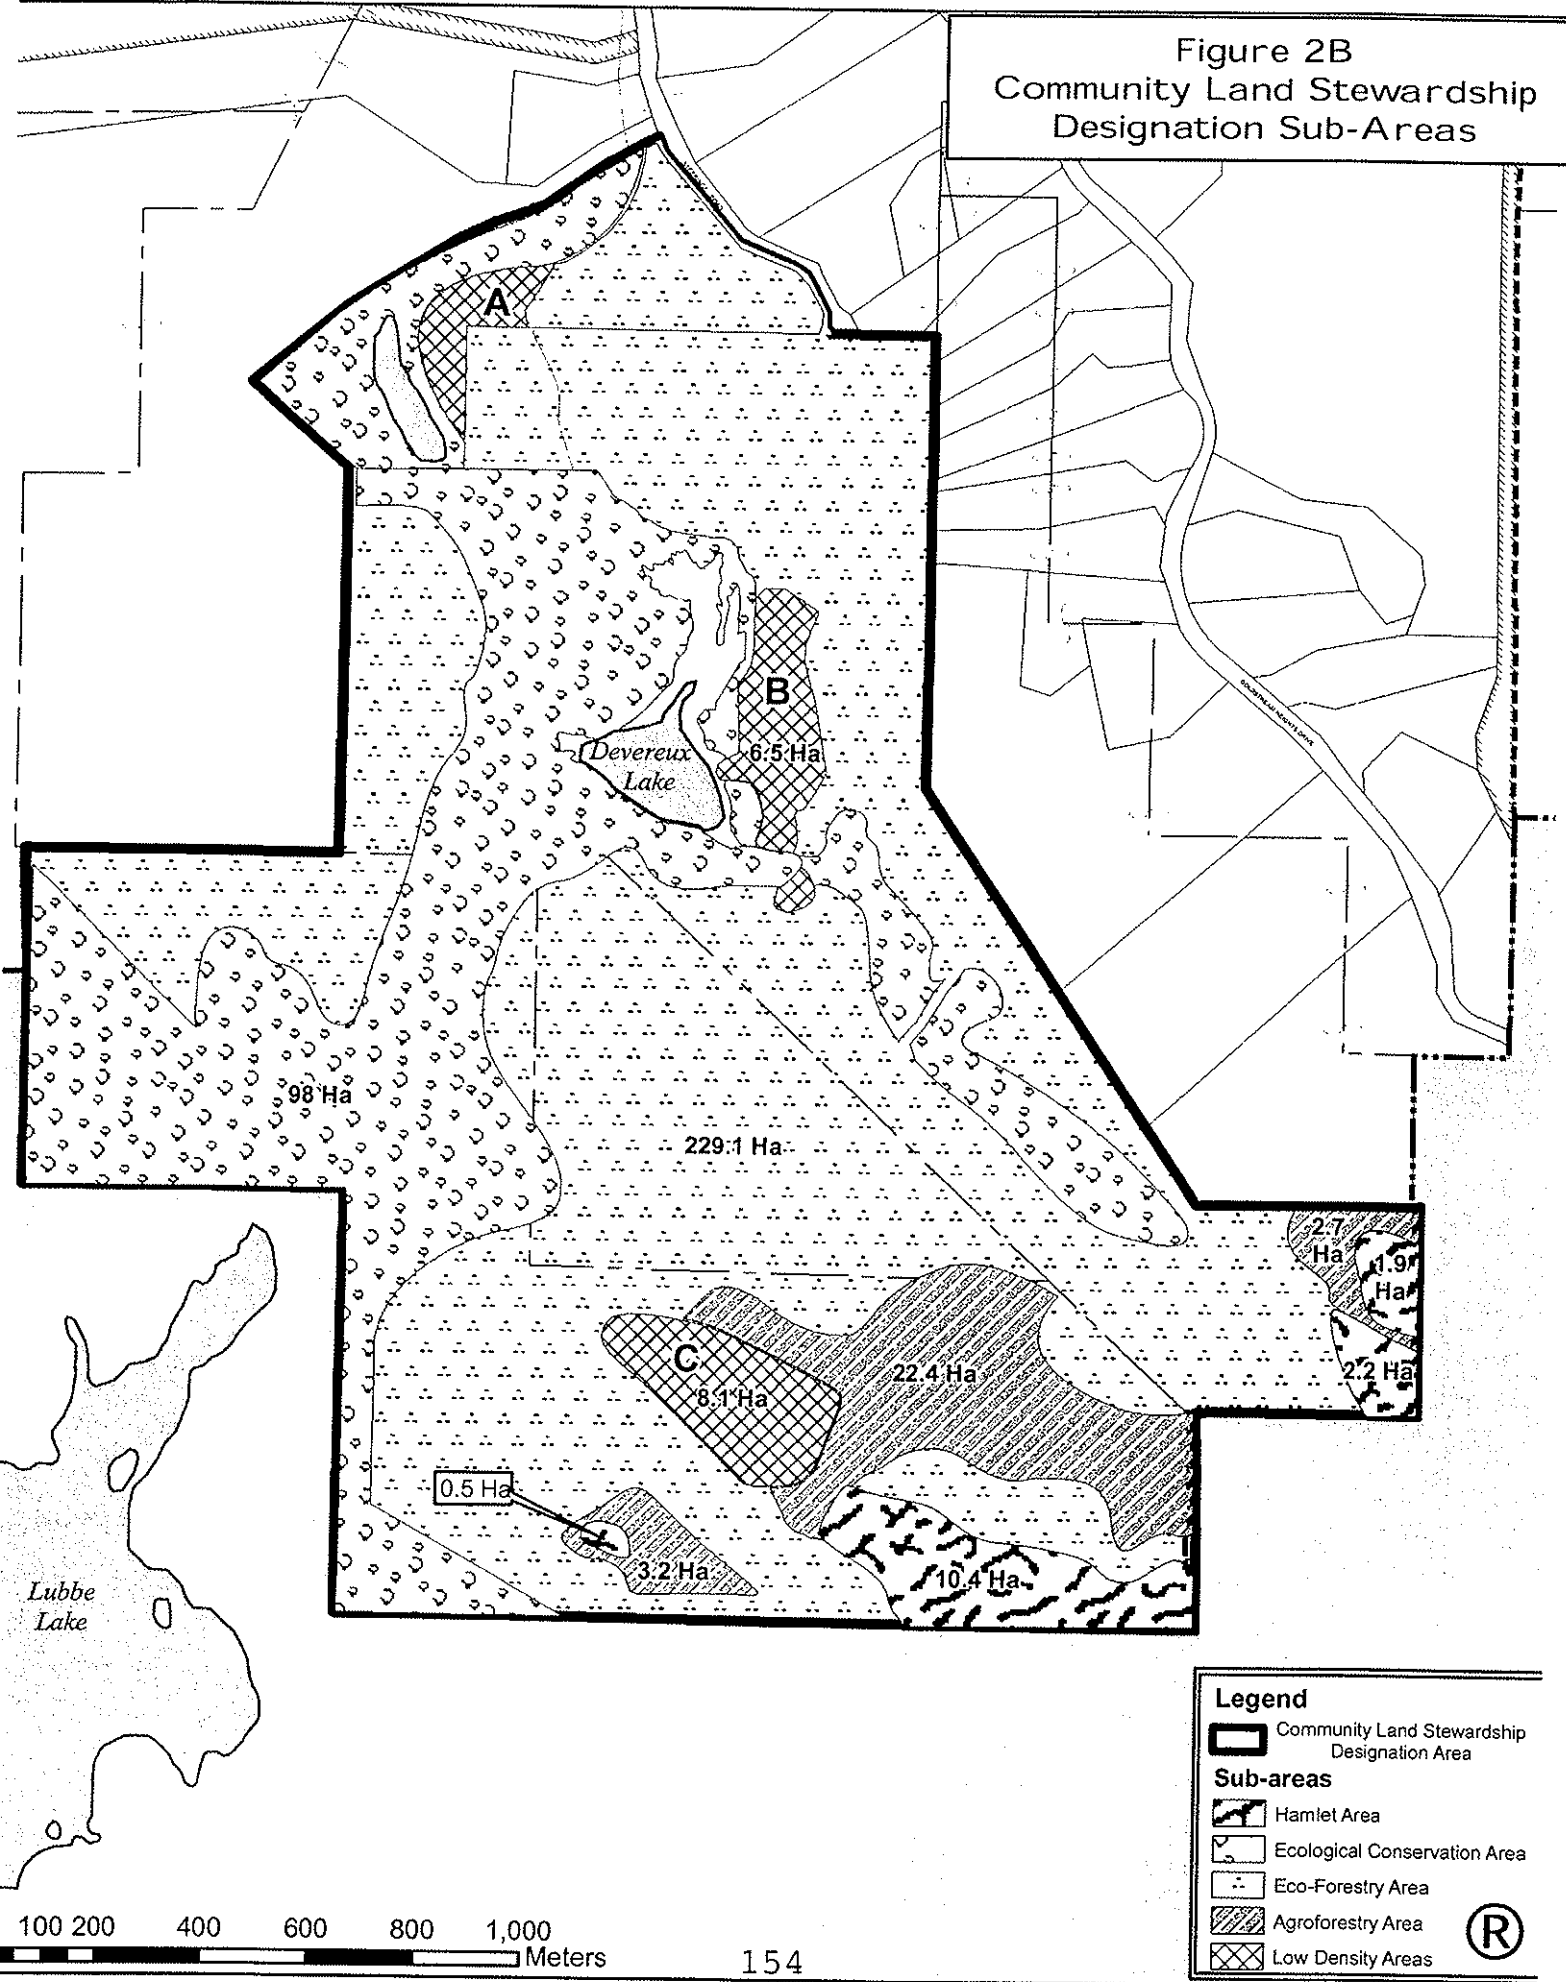 Figure 2B
Community Land Stewardship
Designation Sub-Areas
A
B
6.5 Ha
Devereux
Lake
GOLDSTREAM HEIGHTS DRIVE
98 Ha
229.1 Ha
2.7
Ha
1.9
Ha
2.2 Ha
C
8.1 Ha
22.4 Ha
0.5 Ha
3.2 Ha
10.4 Ha
Lubbe
Lake
Legend
Community Land Stewardship
Designation Area
Sub-areas
Hamlet Area
Ecological Conservation Area
Eco-Forestry Area
Agroforestry Area
Low Density Areas
®
100 200 400 600 800 1,000
Meters
154